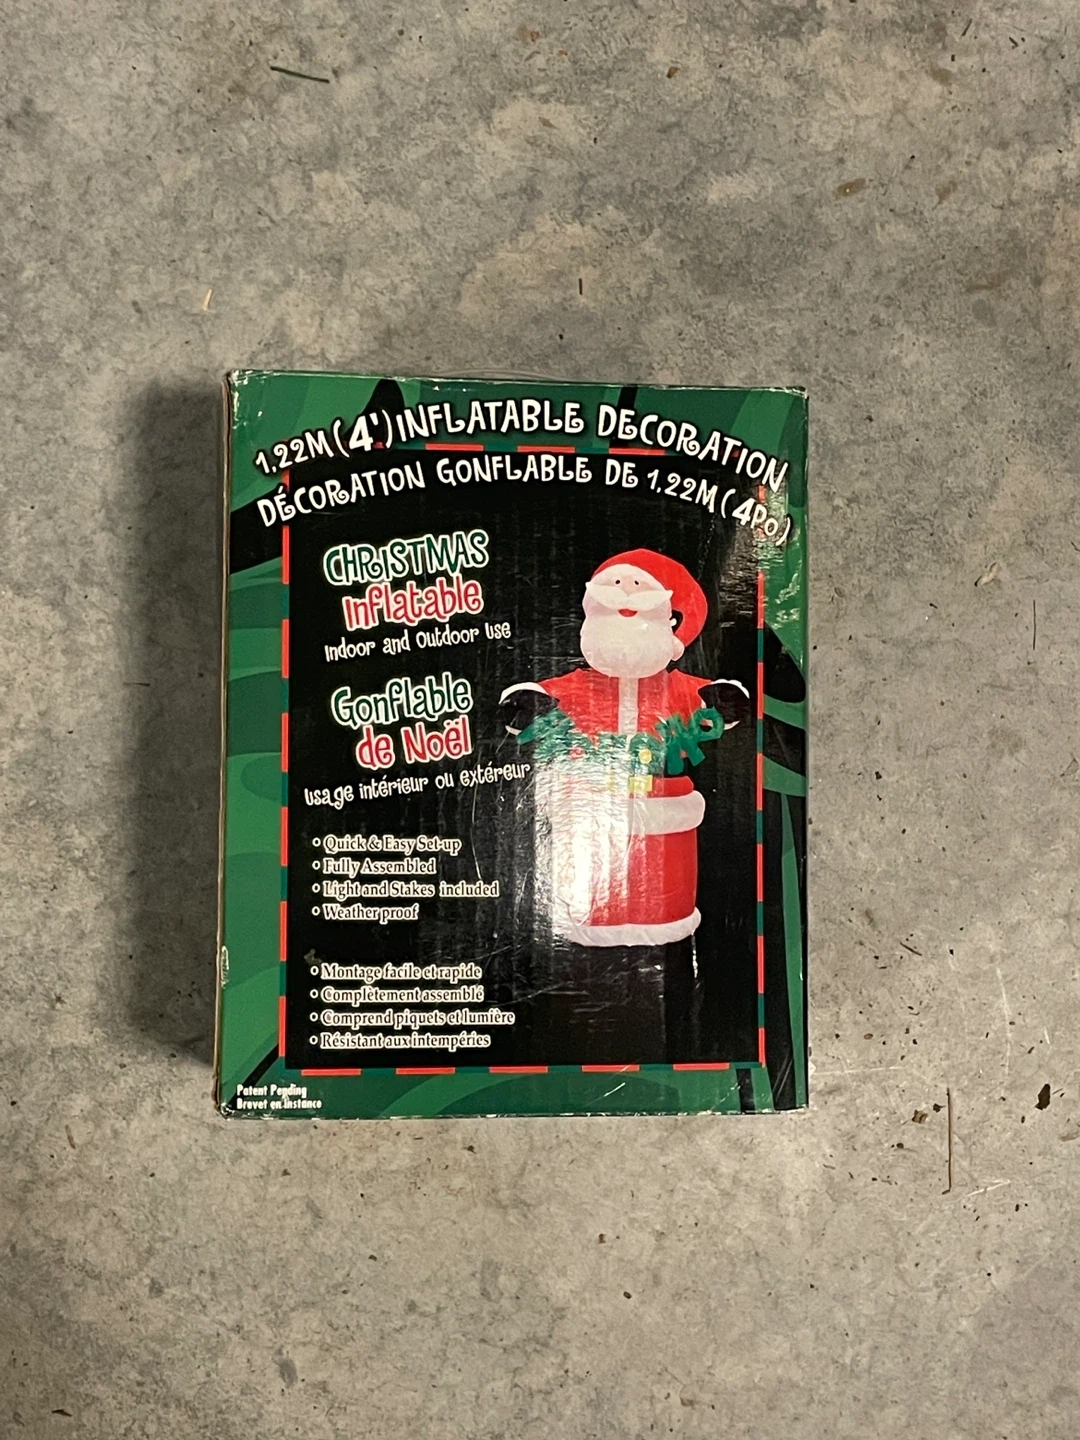 1,22M (4') INFLATABLE DECORATION
DÉCORATION GONFLABLE DE 1,22M (4Po)
CHRISTMAS
Inflatable
Indoor and Outdoor Use
Gonflable
de Noël
Usage intérieur ou extéreur
° Quick & Easy Set-up
° Fully Assembled
° Light and Stakes included
° Weather proof
° Montage facile et rapide
° Complètement assemblé
° Comprend piquets et lumière
° Résistant aux intempéries
Patent Pending
Brevet en instance